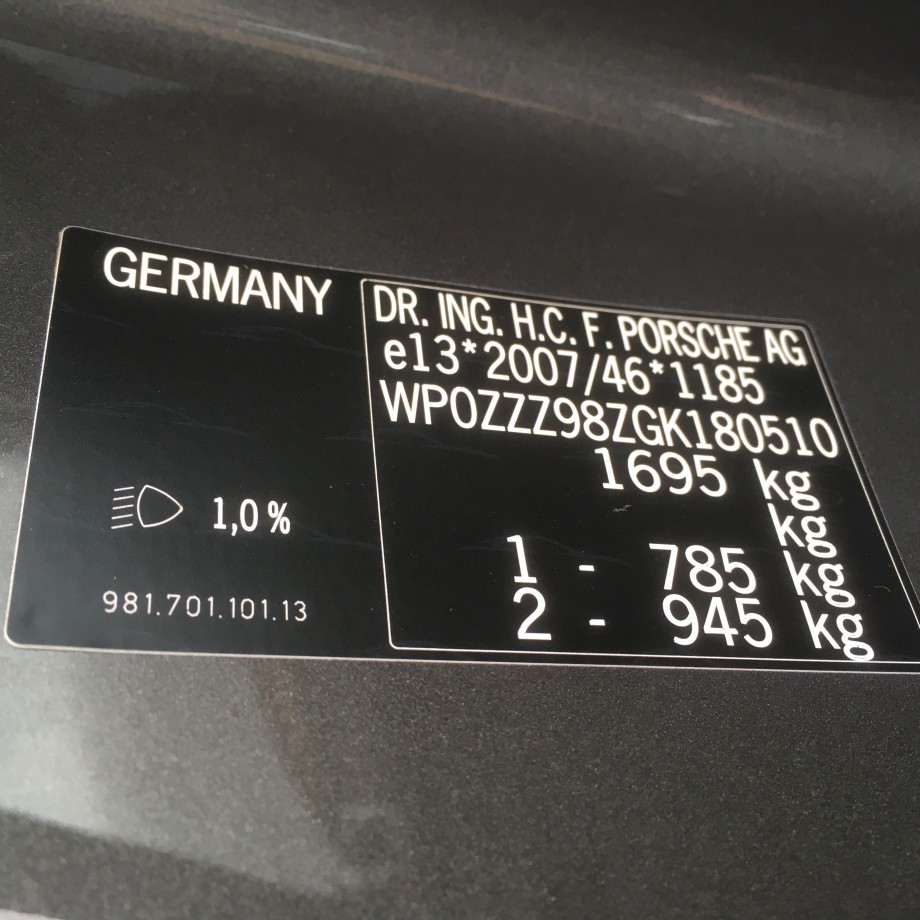 GERMANY
1,0 %
981.701.101.13
DR. ING. H.C. F. PORSCHE AG
e13*2007/46*1185
WP0ZZZ98ZGK180510
1695 kg
kg
1 - 785 kg
2 - 945 kg